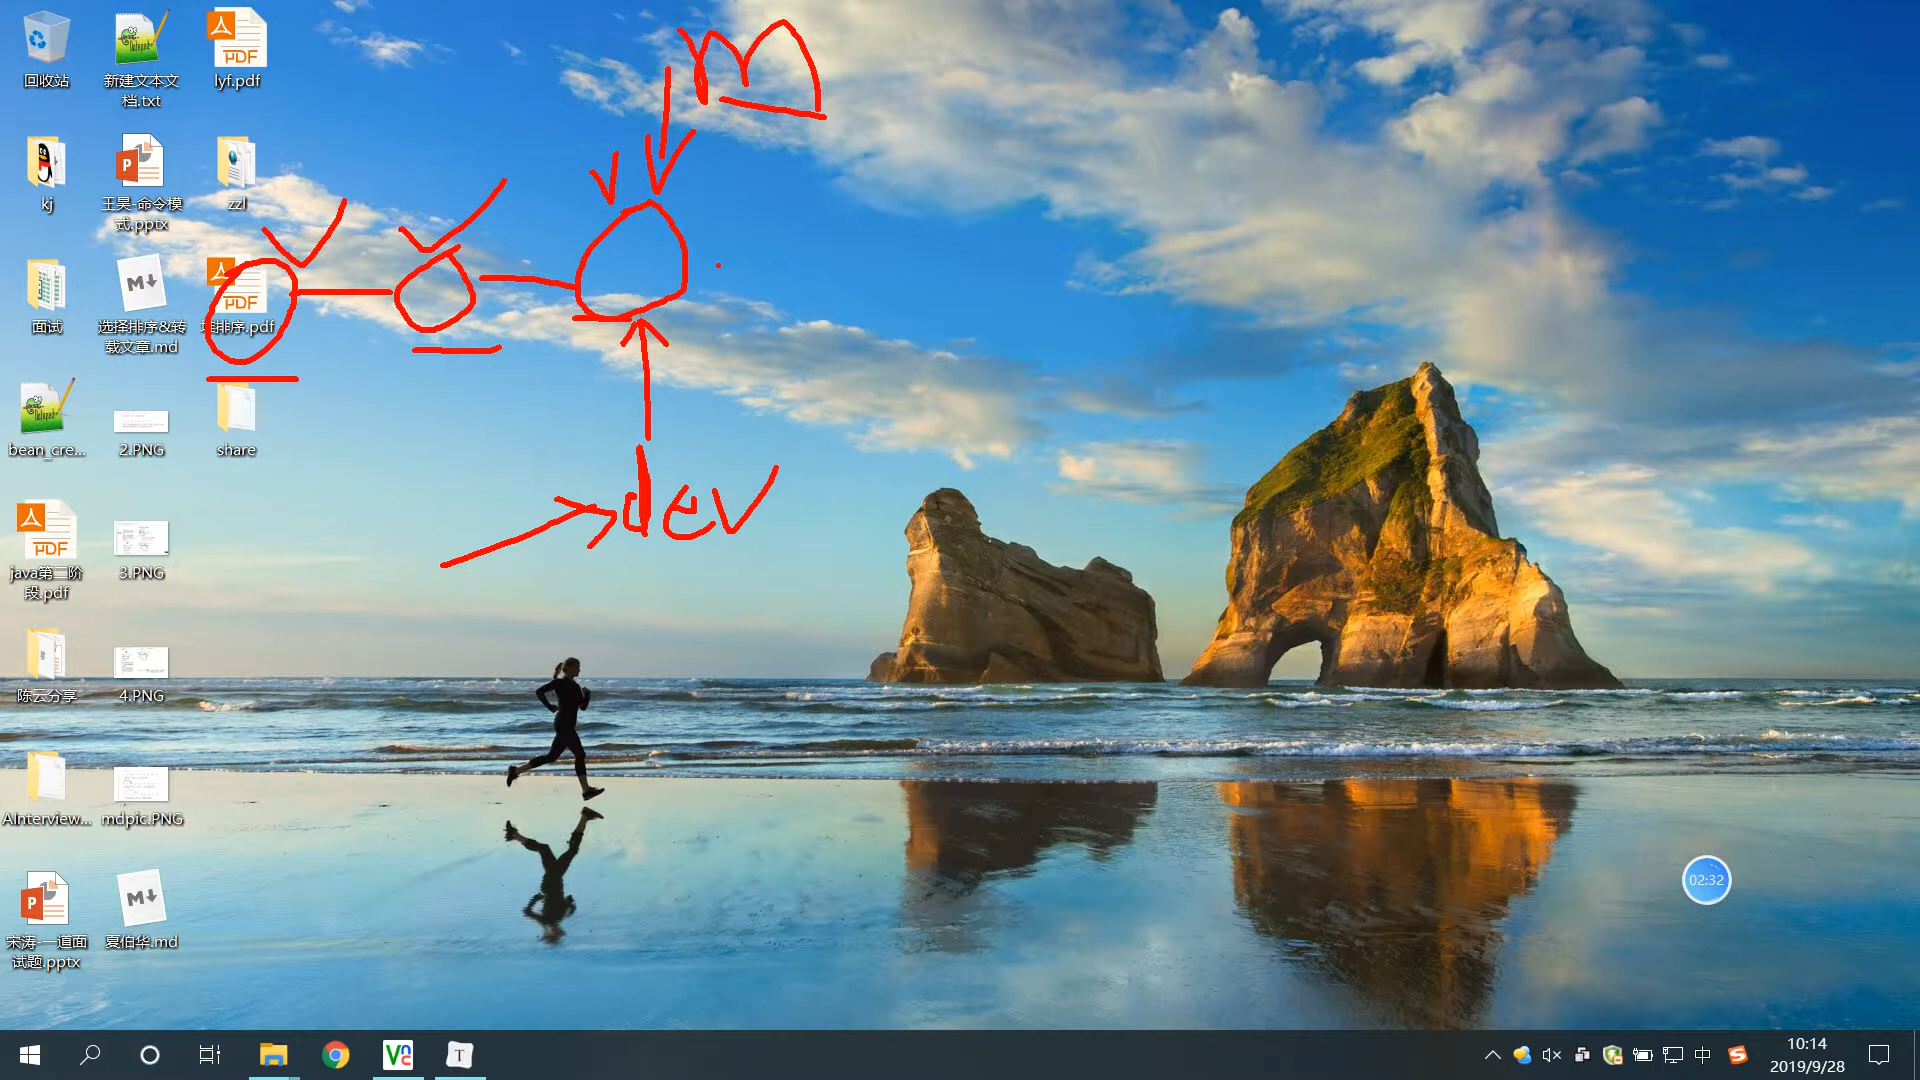 回收站
新建文本文
档.txt
lyf.pdf
kj
王昊-命令模
式.pptx
zzl
面试
选择排序&转
载文章.md
排序.pdf
bean_cre...
2.PNG
share
java第二阶
段.pdf
3.PNG
陈云分享
4.PNG
AInterview...
mdpic.PNG
宋涛-一道面
试题.pptx
夏伯华.md
m
dev
02:32
中
10:14
2019/9/28